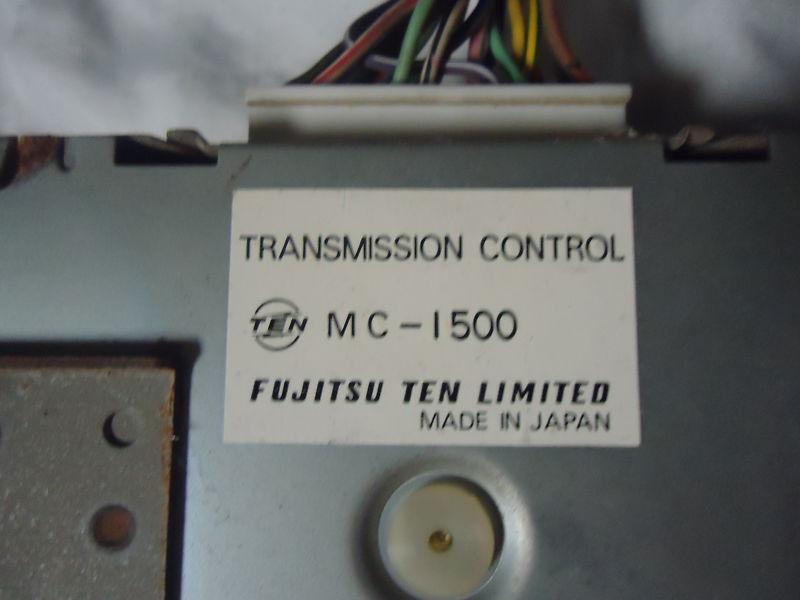 TRANSMISSION CONTROL
TEN MC-1500
FUJITSU TEN LIMITED
MADE IN JAPAN